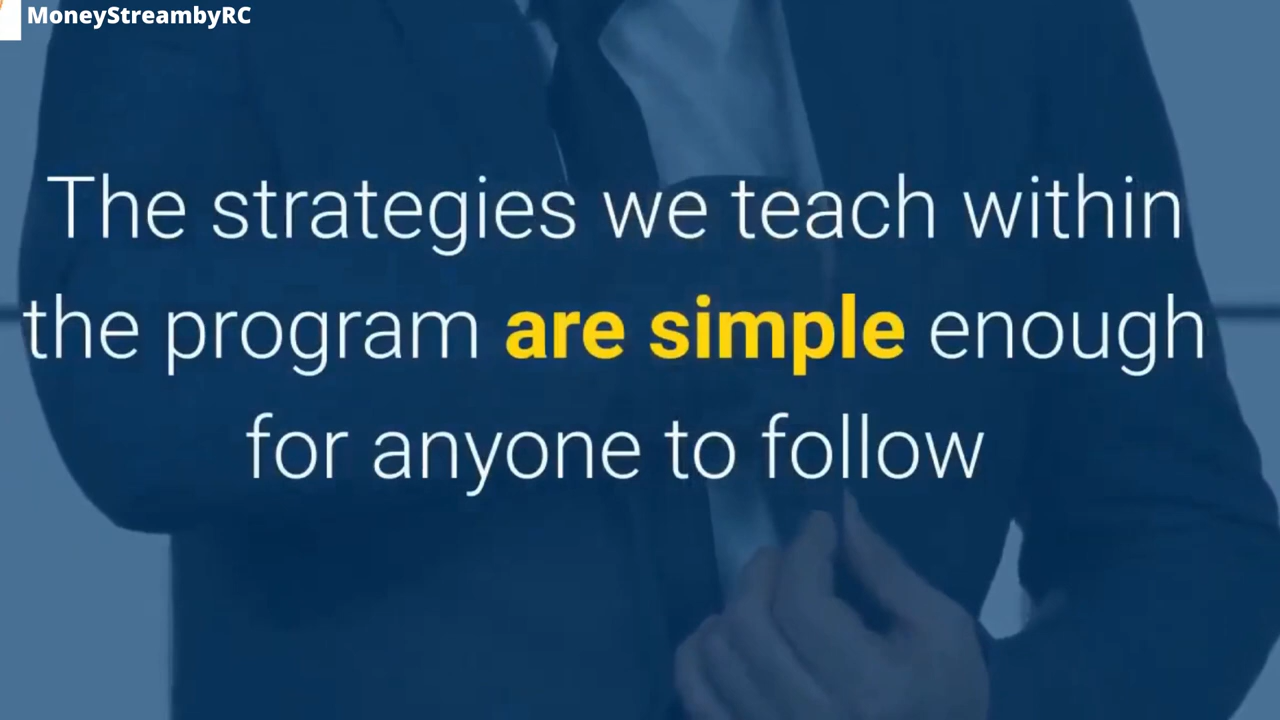 MoneyStreambyRC
The strategies we teach within
the program are simple enough
for anyone to follow